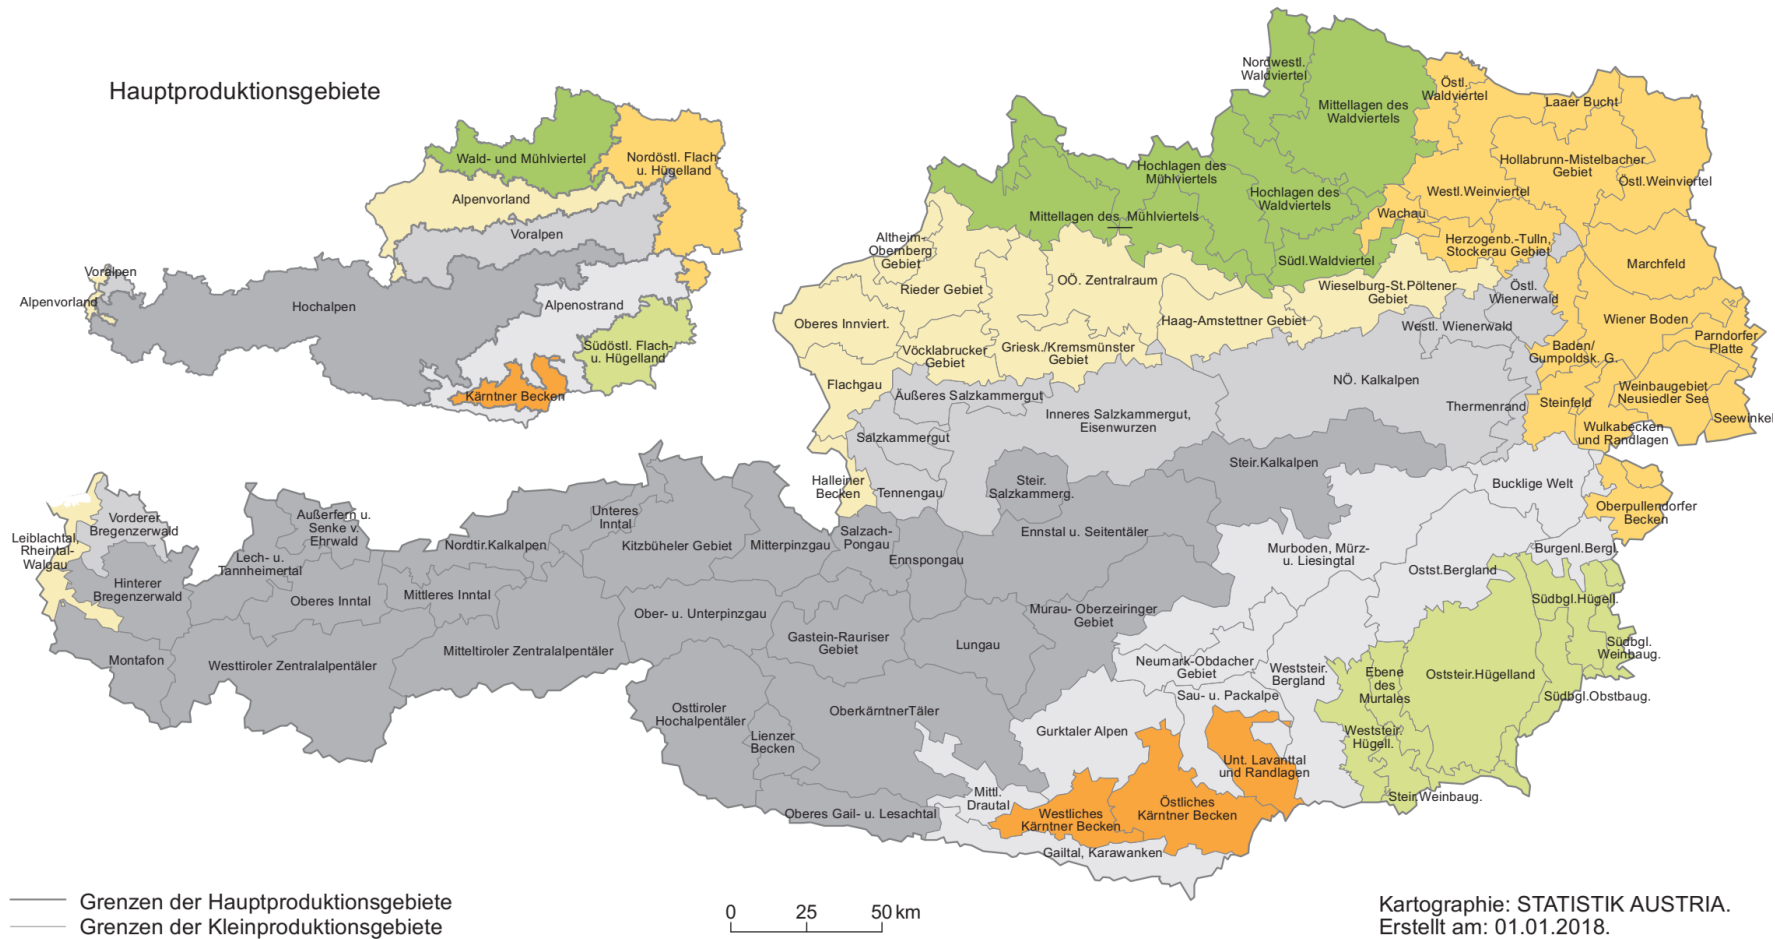 Hauptproduktionsgebiete
Wald- und Mühlviertel
Nordöstl. Flach-
u. Hügelland
Alpenvorland
Voralpen
Voralpen
Alpenvorland
Hochalpen
Alpenostrand
Südöstl. Flach-
u. Hügelland
Kärntner Becken
Nordwestl.
Waldviertel
Mittellagen des
Waldviertels
Östl.
Waldviertel
Laaer Bucht
Hochlagen des
Mühlviertels
Hollabrunn-Mistelbacher
Gebiet
Östl.Weinviertel
Hochlagen des
Waldviertels
Westl.Weinviertel
Mittellagen des Mühlviertels
Wachau
Altheim-
Obernberg
Gebiet
Herzogenb.-Tulln,
Stockerau Gebiet
Südl.Waldviertel
Marchfeld
OÖ. Zentralraum
Rieder Gebiet
Wieselburg-St.Pöltener
Gebiet
Östl.
Wienerwald
Oberes Innviert.
Haag-Amstettner Gebiet
Westl. Wienerwald
Wiener Boden
Parndorfer
Platte
Vöcklabrucker
Gebiet
Griesk./Kremsmünster
Gebiet
Baden/
Gumpoldsk. G.
Flachgau
NÖ. Kalkalpen
Äußeres Salzkammergut
Weinbaugebiet
Neusiedler See
Thermenrand
Steinfeld
Inneres Salzkammergut,
Eisenwurzen
Seewinkel
Wulkabecken
und Randlagen
Salzkammergut
Steir.Kalkalpen
Halleiner
Becken
Tennengau
Steir.
Salzkammerg.
Bucklige Welt
Oberpullendorfer
Becken
Vorderer
Bregenzerwald
Leiblachtal,
Rheintal-
Walgau
Äußerfern u.
Senke v.
Ehrwald
Unteres
Inntal
Nordtir.Kalkalpen
Kitzbüheler Gebiet
Mitterpinzgau
Salzach-
Pongau
Ennspongau
Ennstal u. Seitentäler
Murboden, Mürz-
u. Liesingtal
Burgenl.Bergl.
Ostst.Bergland
Lech- u.
Tannheimertal
Hinterer
Bregenzerwald
Oberes Inntal
Mittleres Inntal
Ober- u. Unterpinzgau
Murau- Oberzeiringer
Gebiet
Südbgl.Hügell.
Gastein-Rauriser
Gebiet
Lungau
Südbgl.
Weinbaug.
Montafon
Westtiroler Zentralalpentäler
Mitteltiroler Zentralalpentäler
Neumark-Obdacher
Gebiet
Weststeir.
Bergland
Ebene
des
Murtales
Oststeir.Hügelland
Sau- u. Packalpe
Südbgl.Obstbaug.
Osttiroler
Hochalpentäler
OberkärntnerTäler
Lienzer
Becken
Gurktaler Alpen
Weststeir.
Hügell.
Unt. Lavanttal
und Randlagen
Mittl.
Drautal
Steir.Weinbaug.
Oberes Gail- u. Lesachtal
Westliches
Kärntner Becken
Östliches
Kärntner Becken
Gailtal, Karawanken
Grenzen der Hauptproduktionsgebiete
Grenzen der Kleinproduktionsgebiete
0 25 50 km
Kartographie: STATISTIK AUSTRIA.
Erstellt am: 01.01.2018.